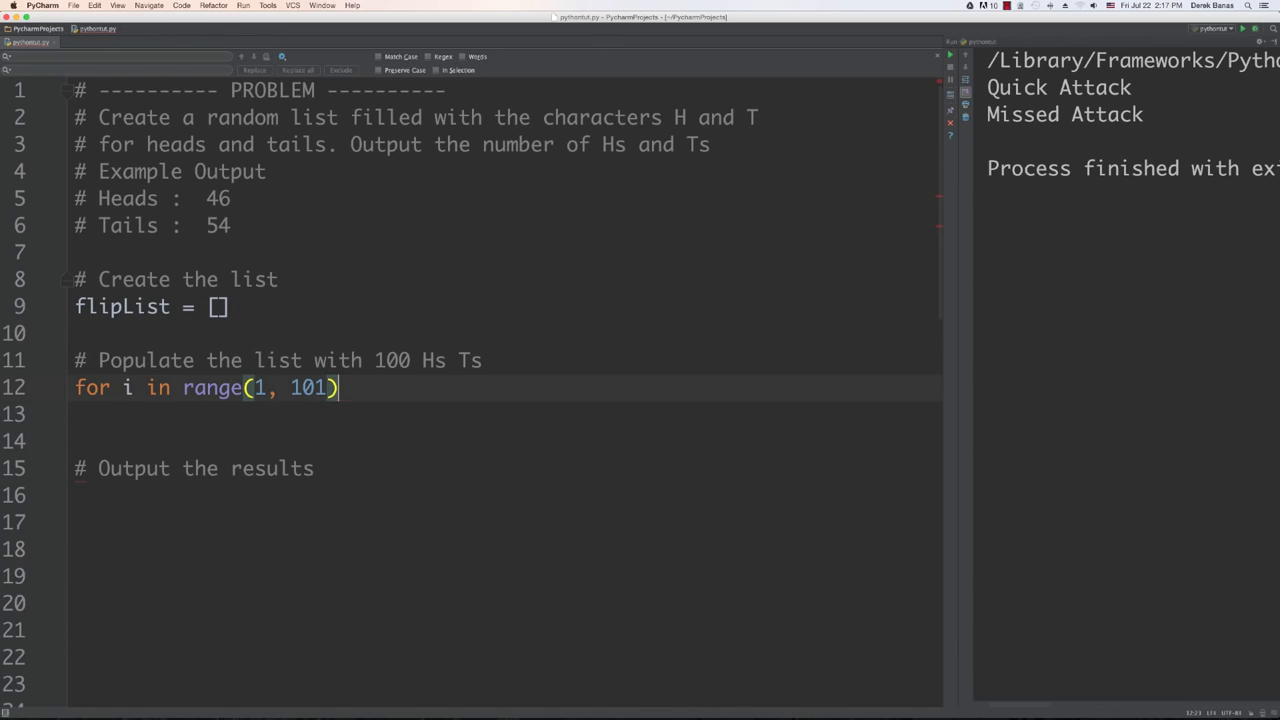 PyCharm File Edit View Navigate Code Refactor Run Tools VCS Window Help 10 Fri Jul 22 2:17 PM Derek Banas
pythontut.py - PycharmProjects - [~/PycharmProjects]
PycharmProjects pythontut.py pythontut
pythontut.py Run pythontut
Match Case Regex Words
Replace Replace all Exclude Preserve Case In Selection
1 # ---------- PROBLEM ----------
2 # Create a random list filled with the characters H and T
3 # for heads and tails. Output the number of Hs and Ts
4 # Example Output
5 # Heads : 46
6 # Tails : 54
7
8 # Create the list
9 flipList = []
10
11 # Populate the list with 100 Hs Ts
12 for i in range(1, 101)
13
14
15 # Output the results
16
17
18
19
20
21
22
23
24
/Library/Frameworks/Pytho
Quick Attack
Missed Attack
Process finished with exi
12:23 LF÷ UTF-8÷